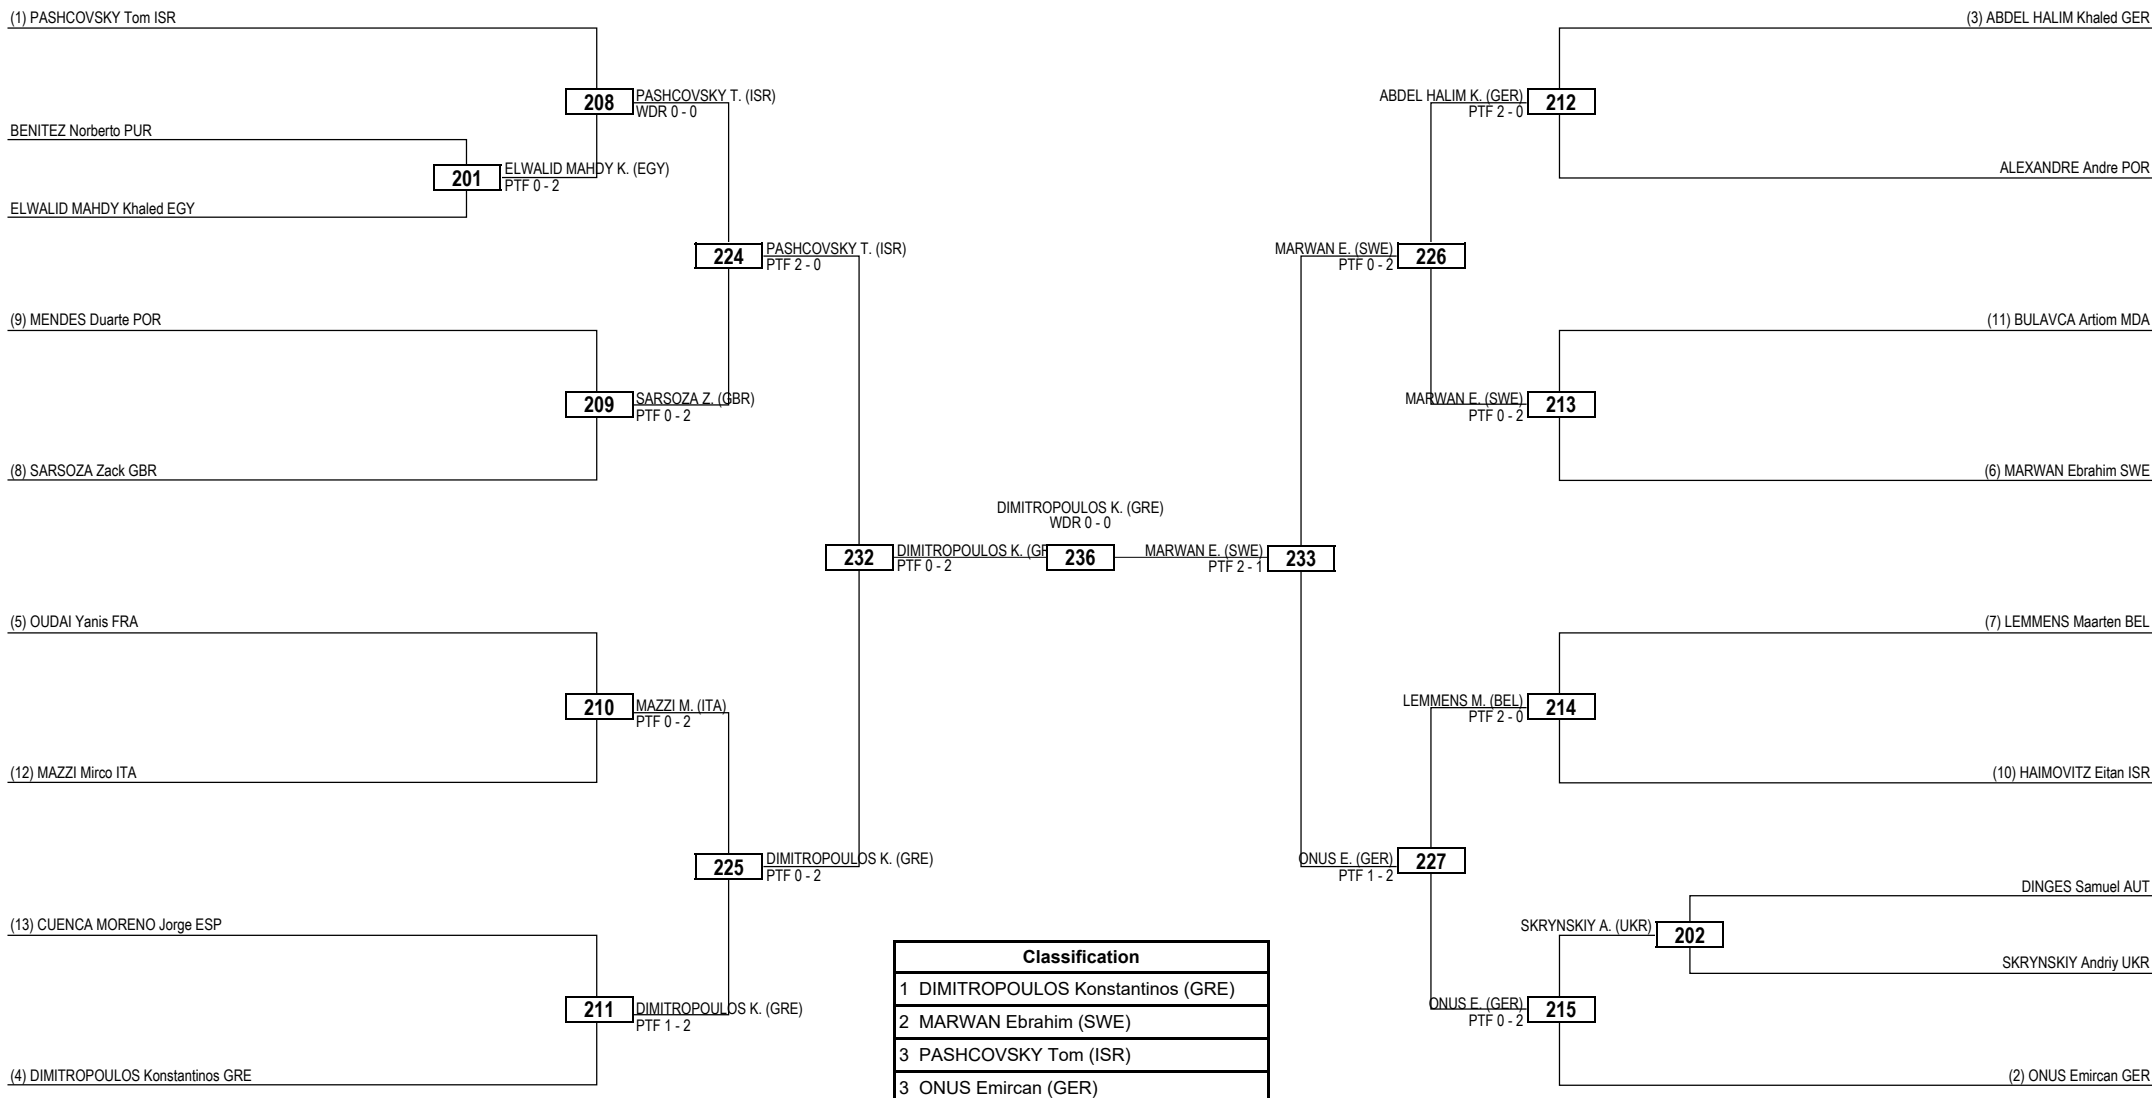 (1) PASHCOVSKY Tom ISR
(3) ABDEL HALIM Khaled GER
208
PASHCOVSKY T. (ISR)
WDR 0 - 0
ABDEL HALIM K. (GER)
PTF 2 - 0
212
BENITEZ Norberto PUR
201
ELWALID MAHDY K. (EGY)
PTF 0 - 2
ALEXANDRE Andre POR
ELWALID MAHDY Khaled EGY
224
PASHCOVSKY T. (ISR)
PTF 2 - 0
MARWAN E. (SWE)
PTF 0 - 2
226
(9) MENDES Duarte POR
(11) BULAVCA Artiom MDA
209
SARSOZA Z. (GBR)
PTF 0 - 2
MARWAN E. (SWE)
PTF 0 - 2
213
(8) SARSOZA Zack GBR
(6) MARWAN Ebrahim SWE
DIMITROPOULOS K. (GRE)
WDR 0 - 0
232
DIMITROPOULOS K. (GR
PTF 0 - 2
236
MARWAN E. (SWE)
PTF 2 - 1
233
(5) OUDAI Yanis FRA
(7) LEMMENS Maarten BEL
210
MAZZI M. (ITA)
PTF 0 - 2
LEMMENS M. (BEL)
PTF 2 - 0
214
(12) MAZZI Mirco ITA
(10) HAIMOVITZ Eitan ISR
225
DIMITROPOULOS K. (GRE)
PTF 0 - 2
ONUS E. (GER)
PTF 1 - 2
227
DINGES Samuel AUT
(13) CUENCA MORENO Jorge ESP
SKRYNSKIY A. (UKR)
202
SKRYNSKIY Andriy UKR
211
DIMITROPOULOS K. (GRE)
PTF 1 - 2
ONUS E. (GER)
PTF 0 - 2
215
(4) DIMITROPOULOS Konstantinos GRE
(2) ONUS Emircan GER
Classification
1 DIMITROPOULOS Konstantinos (GRE)
2 MARWAN Ebrahim (SWE)
3 PASHCOVSKY Tom (ISR)
3 ONUS Emircan (GER)